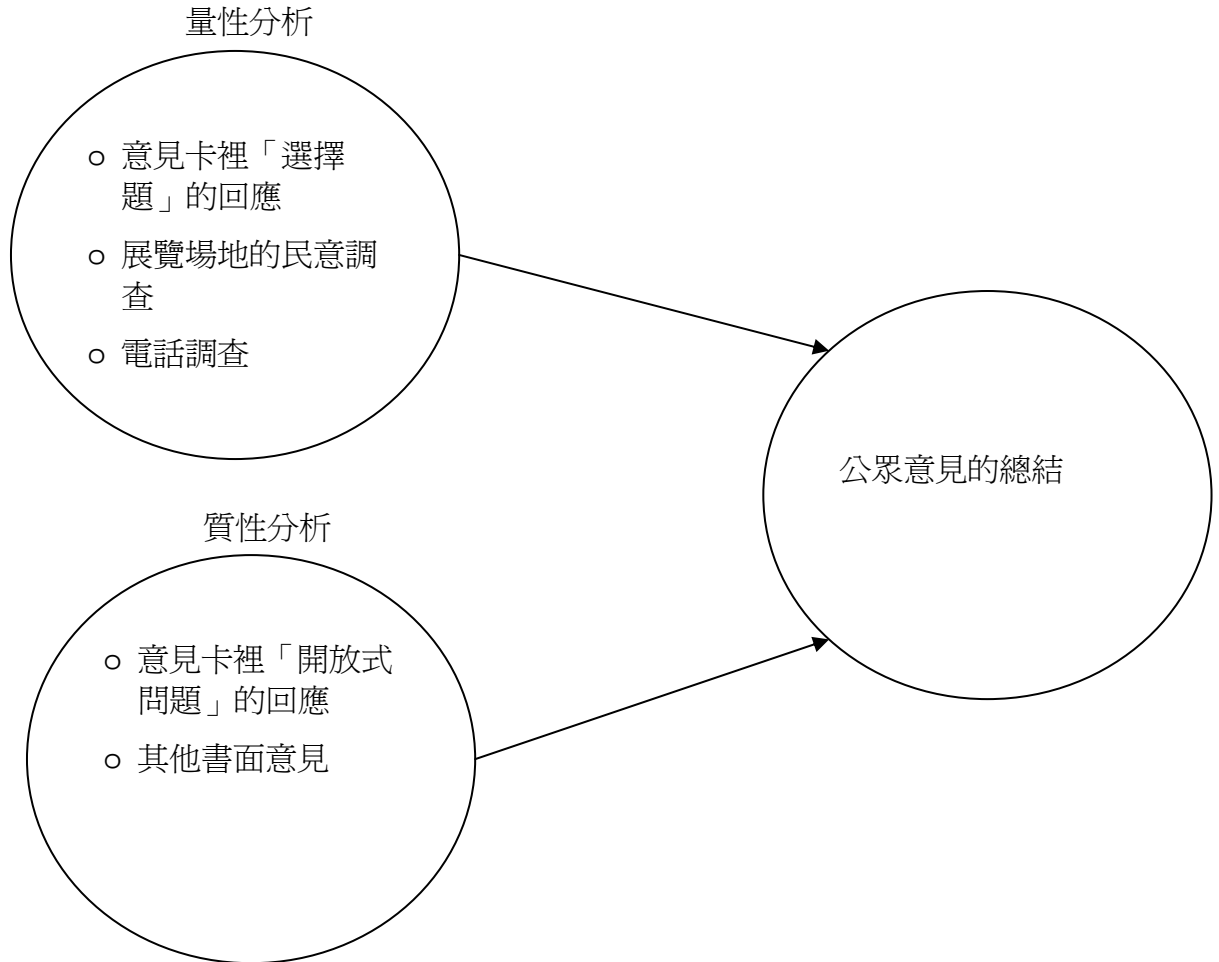 量性分析
o 意見卡裡「選擇
題」的回應
o 展覽場地的民意調
查
o 電話調查
公眾意見的總結
質性分析
o 意見卡裡「開放式
問題」的回應
o 其他書面意見